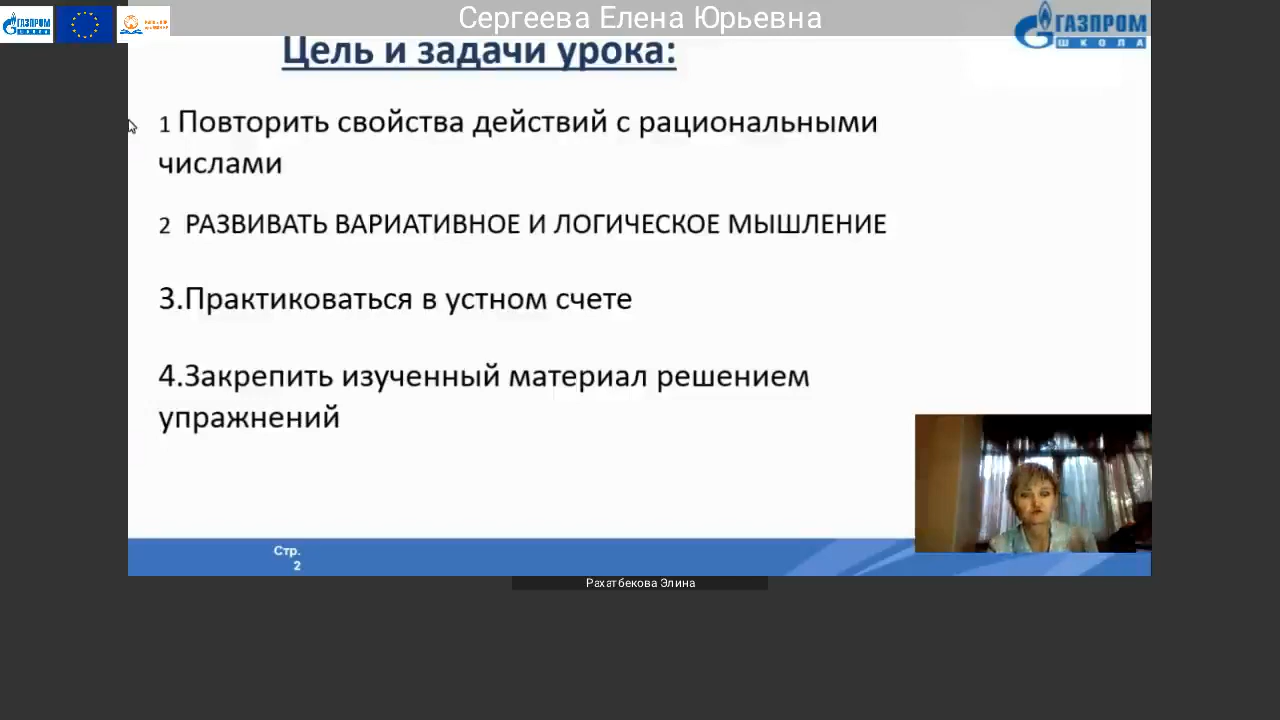 Сергеева Елена Юрьевна
ГАЗПРОМ
ШКОЛА
Цель и задачи урока:
1 Повторить свойства действий с рациональными
числами
2 РАЗВИВАТЬ ВАРИАТИВНОЕ И ЛОГИЧЕСКОЕ МЫШЛЕНИЕ
3.Практиковаться в устном счете
4.Закрепить изученный материал решением
упражнений
Стр.
2
Рахатбекова Элина